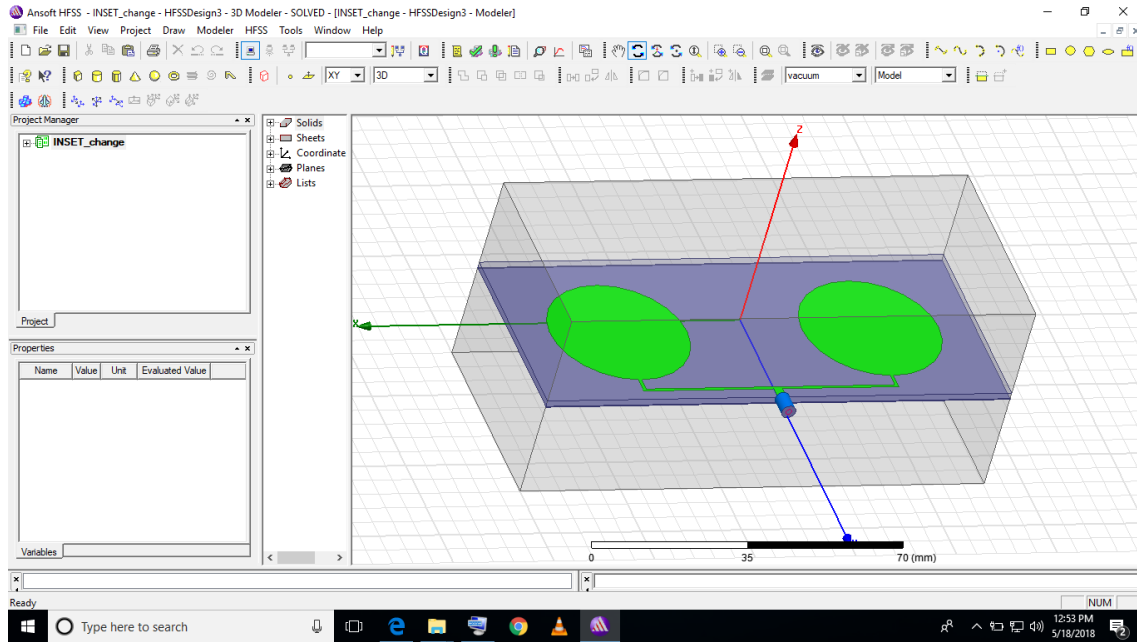 Ansoft HFSS - INSET_change - HFSSDesign3 - 3D Modeler - SOLVED - [INSET_change - HFSSDesign3 - Modeler]
File Edit View Project Draw Modeler HFSS Tools Window Help
XY 3D vacuum Model
Project Manager
INSET_change
Project
Properties
Name Value Unit Evaluated Value
Variables
Solids
Sheets
Coordinate
Planes
Lists
Z
X
0 35 70 (mm)
Ready
NUM
Type here to search
12:53 PM
5/18/2018
2